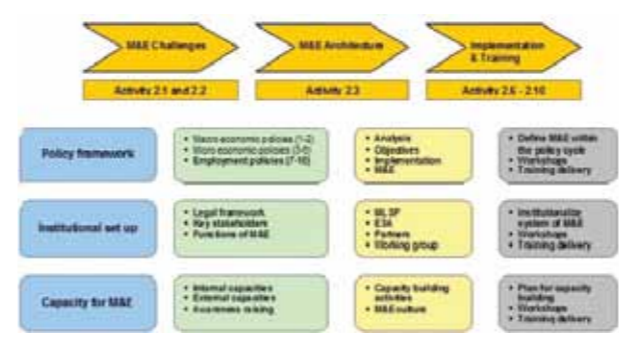 M&E Challenges
M&E Architecture
Implementation
& Training
Activity 2.1 and 2.2
Activity 2.3
Activity 2.6 - 2.10
Policy framework
• Macro economic policies (1-2)
• Micro economic policies (3-6)
• Employment policies (7-10)
• Analysis
• Objectives
• Implementation
• M&E
• Define M&E within
the policy cycle
• Workshops
• Training delivery
Institutional set up
• Legal framework
• Key stakeholders
• Functions of M&E
• MLSP
• ESA
• Partners
• Working group
• Institutionalize
system of M&E
• Workshops
• Training delivery
Capacity for M&E
• Internal capacities
• External capacities
• Awareness raising
• Capacity building
activities
• M&E culture
• Plan for capacity
building
• Workshops
• Training delivery